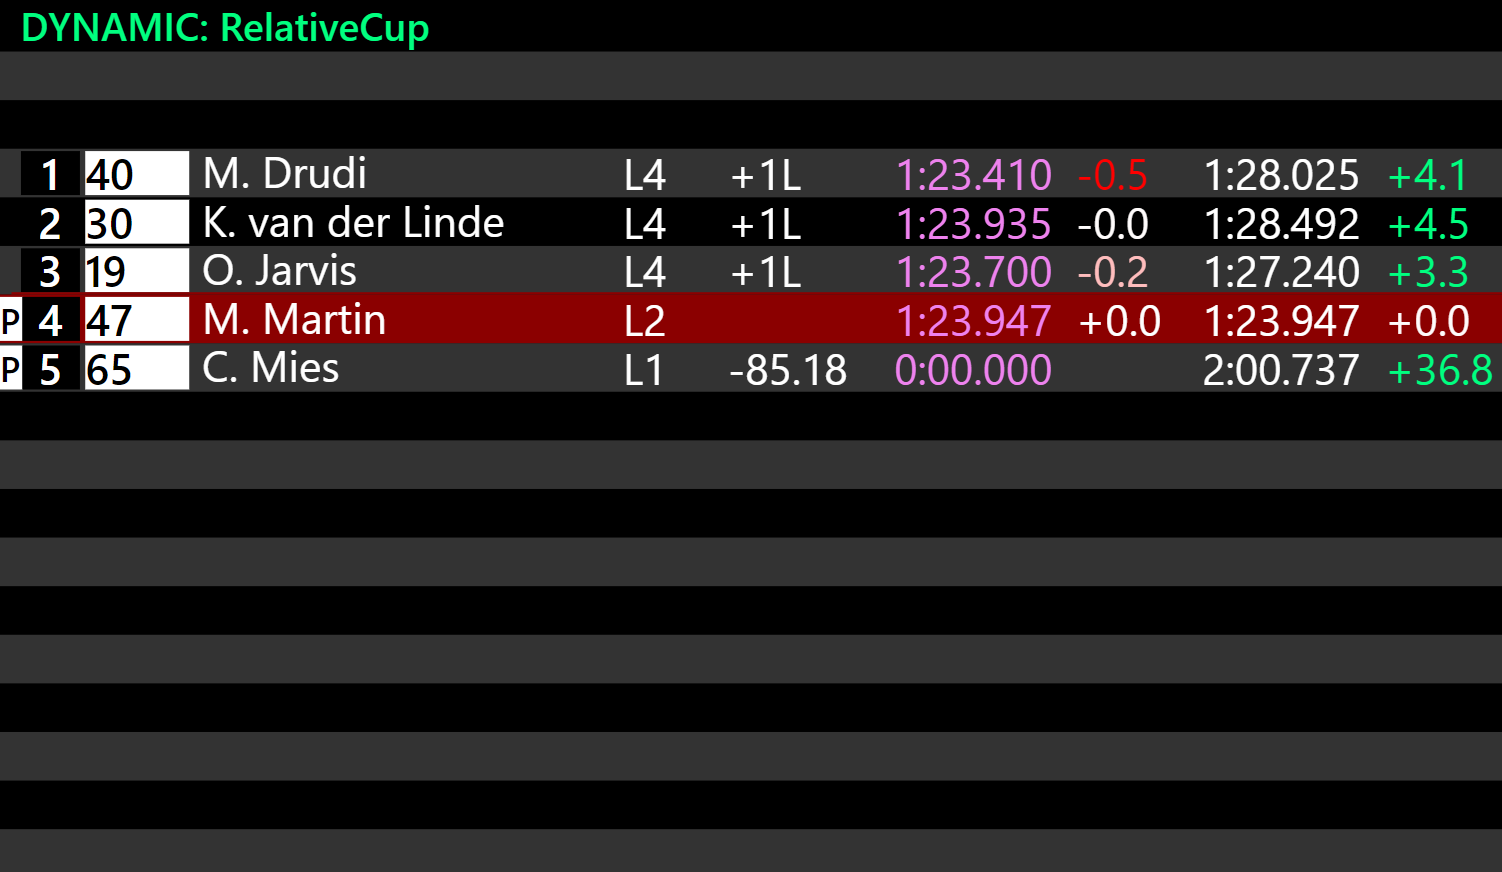 DYNAMIC: RelativeCup
1 40 M. Drudi L4 +1L 1:23.410 -0.5 1:28.025 +4.1
2 30 K. van der Linde L4 +1L 1:23.935 -0.0 1:28.492 +4.5
3 19 O. Jarvis L4 +1L 1:23.700 -0.2 1:27.240 +3.3
P 4 47 M. Martin L2 1:23.947 +0.0 1:23.947 +0.0
P 5 65 C. Mies L1 -85.18 0:00.000 2:00.737 +36.8